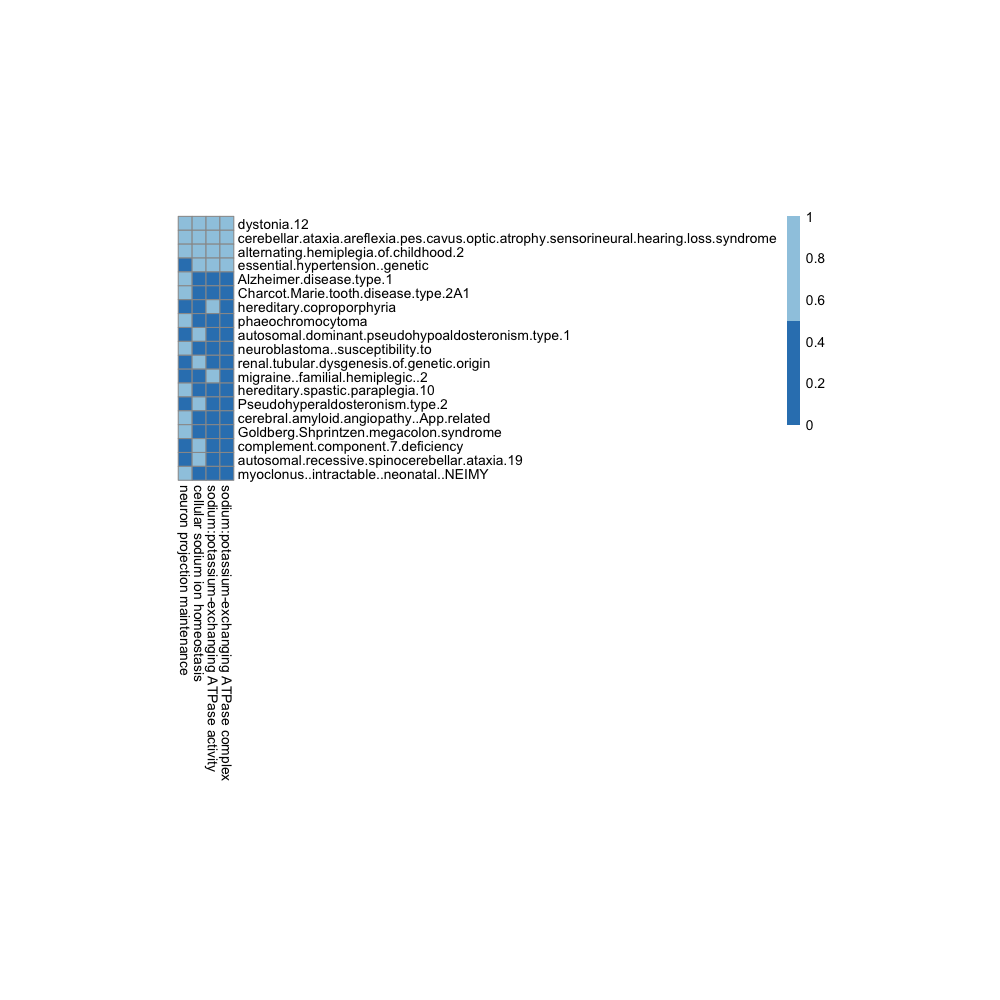 dystonia.12
cerebellar.ataxia.areflexia.pes.cavus.optic.atrophy.sensorineural.hearing.loss.syndrome
alternating.hemiplegia.of.childhood.2
essential.hypertension..genetic
Alzheimer.disease.type.1
Charcot.Marie.tooth.disease.type.2A1
hereditary.coproporphyria
phaeochromocytoma
autosomal.dominant.pseudohypoaldosteronism.type.1
neuroblastoma..susceptibility.to
renal.tubular.dysgenesis.of.genetic.origin
migraine..familial.hemiplegic..2
hereditary.spastic.paraplegia.10
Pseudohyperaldosteronism.type.2
cerebral.amyloid.angiopathy..App.related
Goldberg.Shprintzen.megacolon.syndrome
complement.component.7.deficiency
autosomal.recessive.spinocerebellar.ataxia.19
myoclonus..intractable..neonatal..NEIMY
neuron projection maintenance
cellular sodium ion homeostasis
sodium:potassium-exchanging ATPase activity
sodium:potassium-exchanging ATPase complex
1
0.8
0.6
0.4
0.2
0